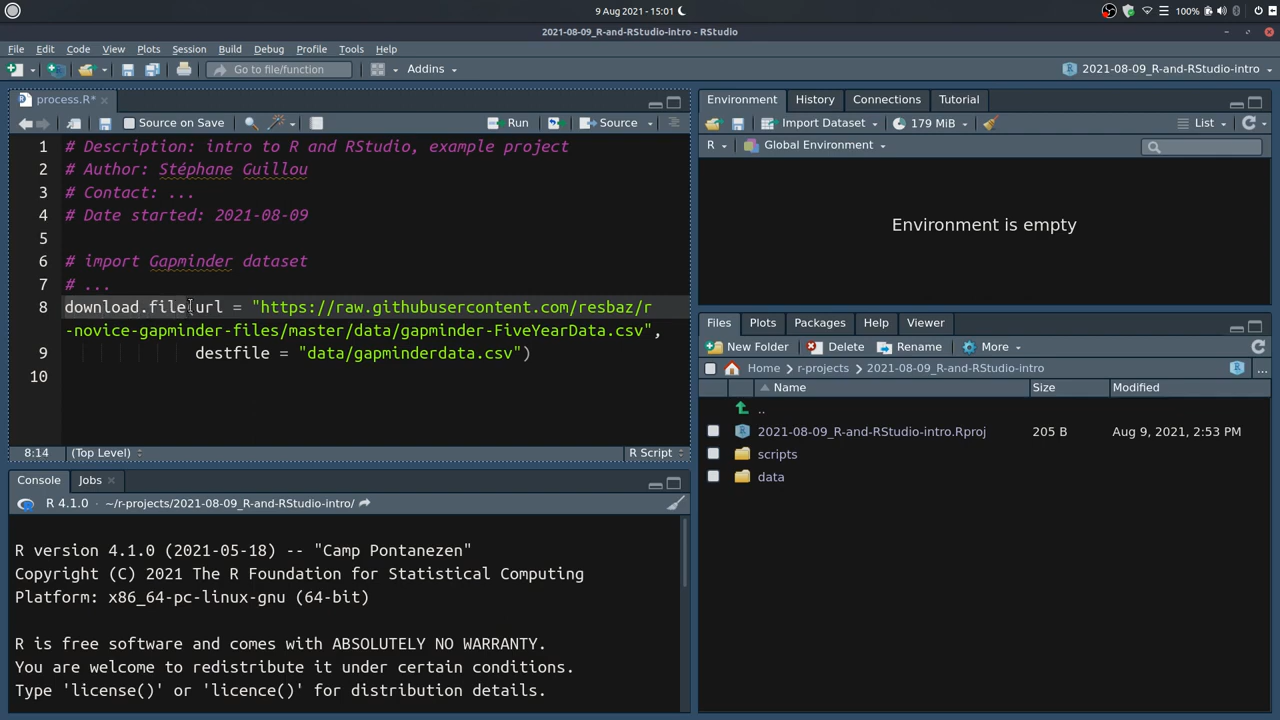 9 Aug 2021 - 15:01
100%
2021-08-09_R-and-RStudio-intro - RStudio
File Edit Code View Plots Session Build Debug Profile Tools Help
Go to file/function
Addins
2021-08-09_R-and-RStudio-intro
process.R*
Source on Save
Run
Source
1 # Description: intro to R and RStudio, example project
2 # Author: Stéphane Guillou
3 # Contact: ...
4 # Date started: 2021-08-09
5
6 # import Gapminder dataset
7 # ...
8 download.file url = "https://raw.githubusercontent.com/resbaz/r
-novice-gapminder-files/master/data/gapminder-FiveYearData.csv",
9 destfile = "data/gapminderdata.csv")
10
8:14 (Top Level) R Script
Console Jobs
R 4.1.0 · ~/r-projects/2021-08-09_R-and-RStudio-intro/
R version 4.1.0 (2021-05-18) -- "Camp Pontanezen"
Copyright (C) 2021 The R Foundation for Statistical Computing
Platform: x86_64-pc-linux-gnu (64-bit)
R is free software and comes with ABSOLUTELY NO WARRANTY.
You are welcome to redistribute it under certain conditions.
Type 'license()' or 'licence()' for distribution details.
Environment History Connections Tutorial
Import Dataset 179 MiB List
R Global Environment
Environment is empty
Files Plots Packages Help Viewer
New Folder Delete Rename More
Home r-projects 2021-08-09_R-and-RStudio-intro ...
Name Size Modified
..
2021-08-09_R-and-RStudio-intro.Rproj 205 B Aug 9, 2021, 2:53 PM
scripts
data